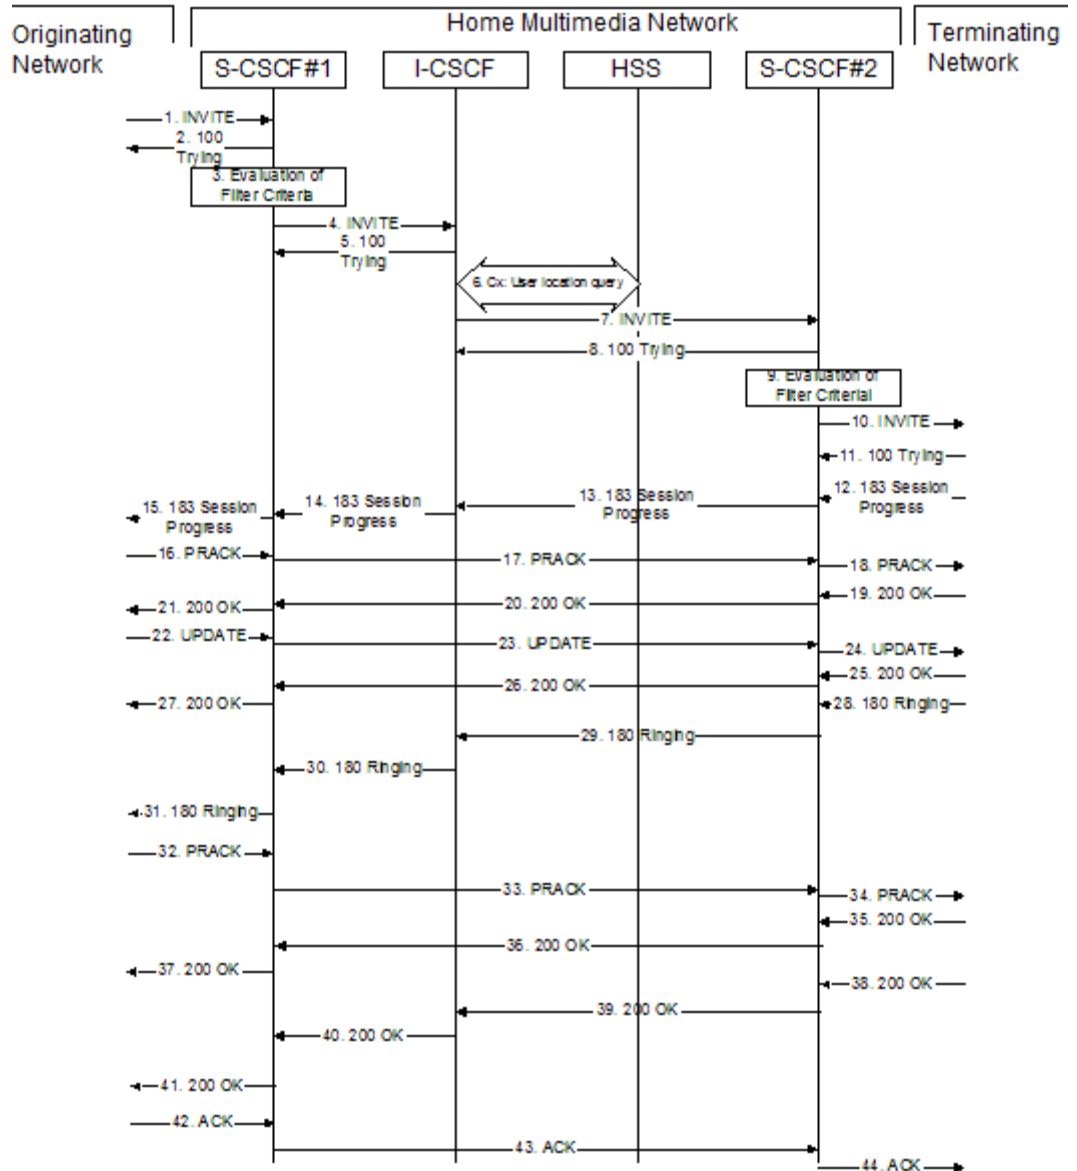 Originating
Network
Home Multimedia Network
Terminating
Network
S-CSCF#1
I-CSCF
HSS
S-CSCF#2
1. INVITE
2. 100
Trying
3. Evaluation of
Filter Criteria
4. INVITE
5. 100
Trying
6. Cx: User location query
7. INVITE
8. 100 Trying
9. Evaluation of
Filter Criterial
10. INVITE
11. 100 Trying
12. 183 Session
Progress
13. 183 Session
Progress
14. 183 Session
Progress
15. 183 Session
Progress
16. PRACK
17. PRACK
18. PRACK
19. 200 OK
20. 200 OK
21. 200 OK
22. UPDATE
23. UPDATE
24. UPDATE
25. 200 OK
26. 200 OK
27. 200 OK
28. 180 Ringing
29. 180 Ringing
30. 180 Ringing
31. 180 Ringing
32. PRACK
33. PRACK
34. PRACK
35. 200 OK
36. 200 OK
37. 200 OK
38. 200 OK
39. 200 OK
40. 200 OK
41. 200 OK
42. ACK
43. ACK
44. ACK